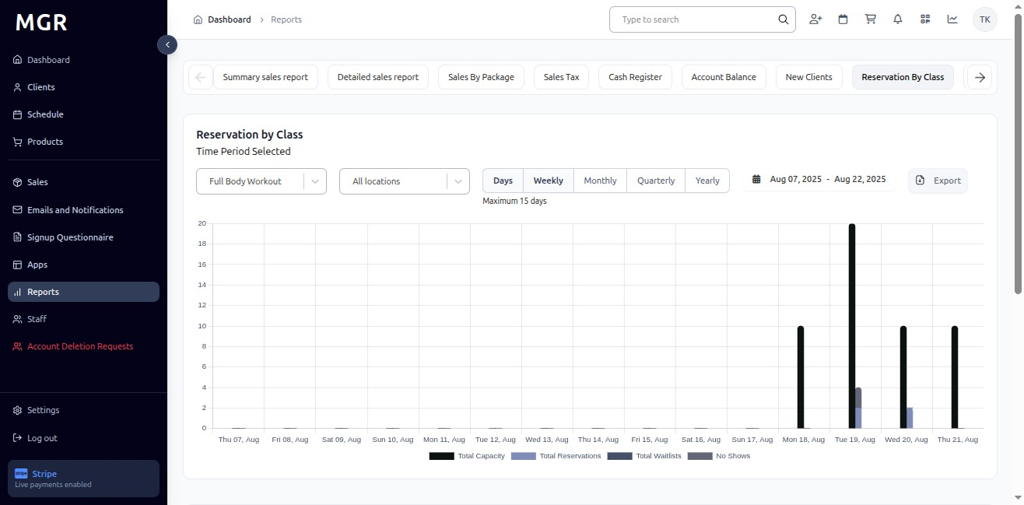 MGR
Dashboard
Clients
Schedule
Products
Sales
Emails and Notifications
Signup Questionnaire
Apps
Reports
Staff
Account Deletion Requests
Settings
Log out
Stripe
Live payments enabled
Dashboard Reports
Type to search
TK
Summary sales report
Detailed sales report
Sales By Package
Sales Tax
Cash Register
Account Balance
New Clients
Reservation By Class
Reservation by Class
Time Period Selected
Full Body Workout
All locations
Days
Weekly
Monthly
Quarterly
Yearly
Maximum 15 days
Aug 07, 2025 - Aug 22, 2025
Export
20
18
16
14
12
10
8
6
4
2
0
Thu 07, Aug
Fri 08, Aug
Sat 09, Aug
Sun 10, Aug
Mon 11, Aug
Tue 12, Aug
Wed 13, Aug
Thu 14, Aug
Fri 15, Aug
Sat 16, Aug
Sun 17, Aug
Mon 18, Aug
Tue 19, Aug
Wed 20, Aug
Thu 21, Aug
Total Capacity
Total Reservations
Total Waitlists
No Shows